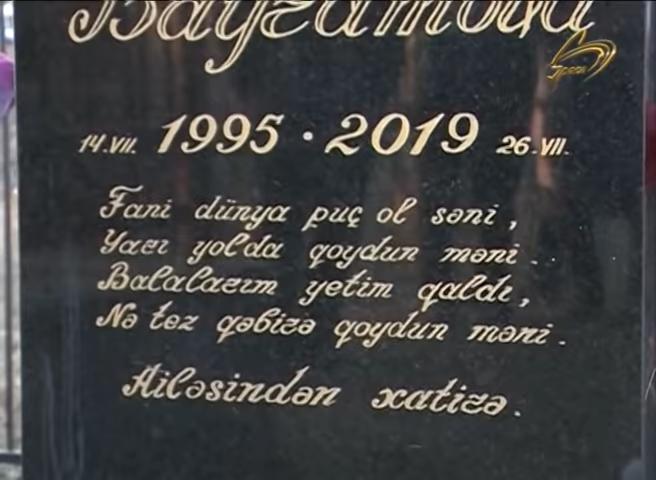 Bayramova
Space
14.VII. 1995 · 2019 26.VII.
Fani dünya puç ol səni,
Yarı yolda qoydun məni..
Balalarım yetim qaldı,
Nə tez qəbirə qoydun məni.
Ailəsindən xatirə.